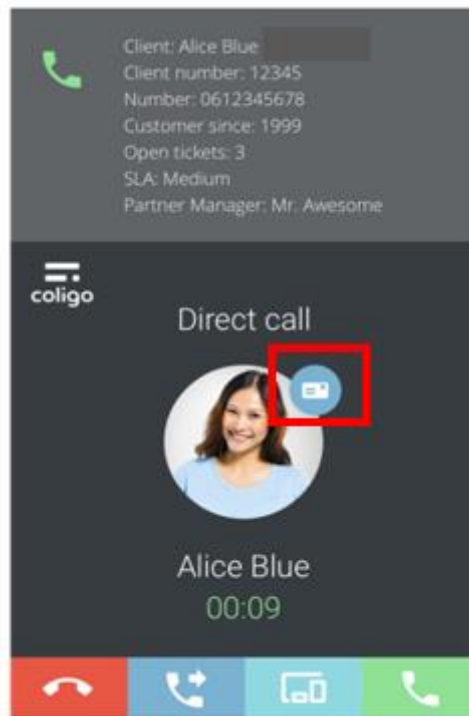 Client: Alice Blue
Client number: 12345
Number: 0612345678
Customer since: 1999
Open tickets: 3
SLA: Medium
Partner Manager: Mr. Awesome
coligo
Direct call
Alice Blue
00:09